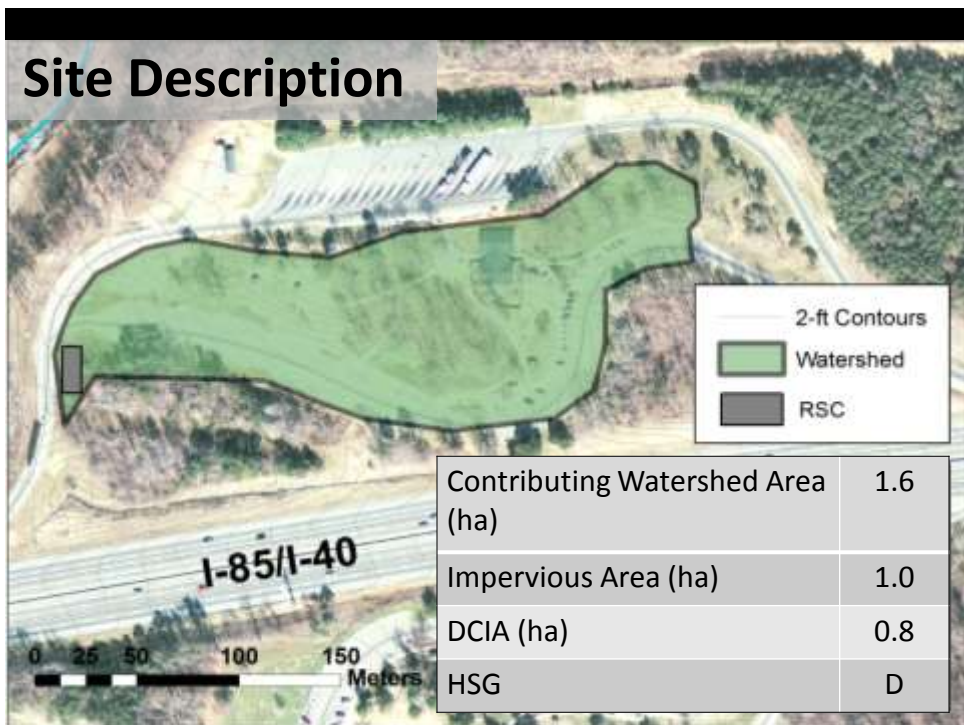 Site Description
2-ft Contours
Watershed
RSC
Contributing Watershed Area 1.6
(ha)
Impervious Area (ha) 1.0
DCIA (ha) 0.8
HSG D
I-85/I-40
0 25 50 100 150
Meters